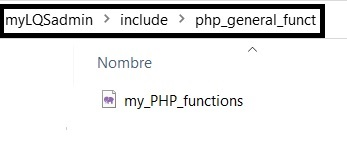 myLQSadmin > include > php_general_funct
Nombre
my_PHP_functions